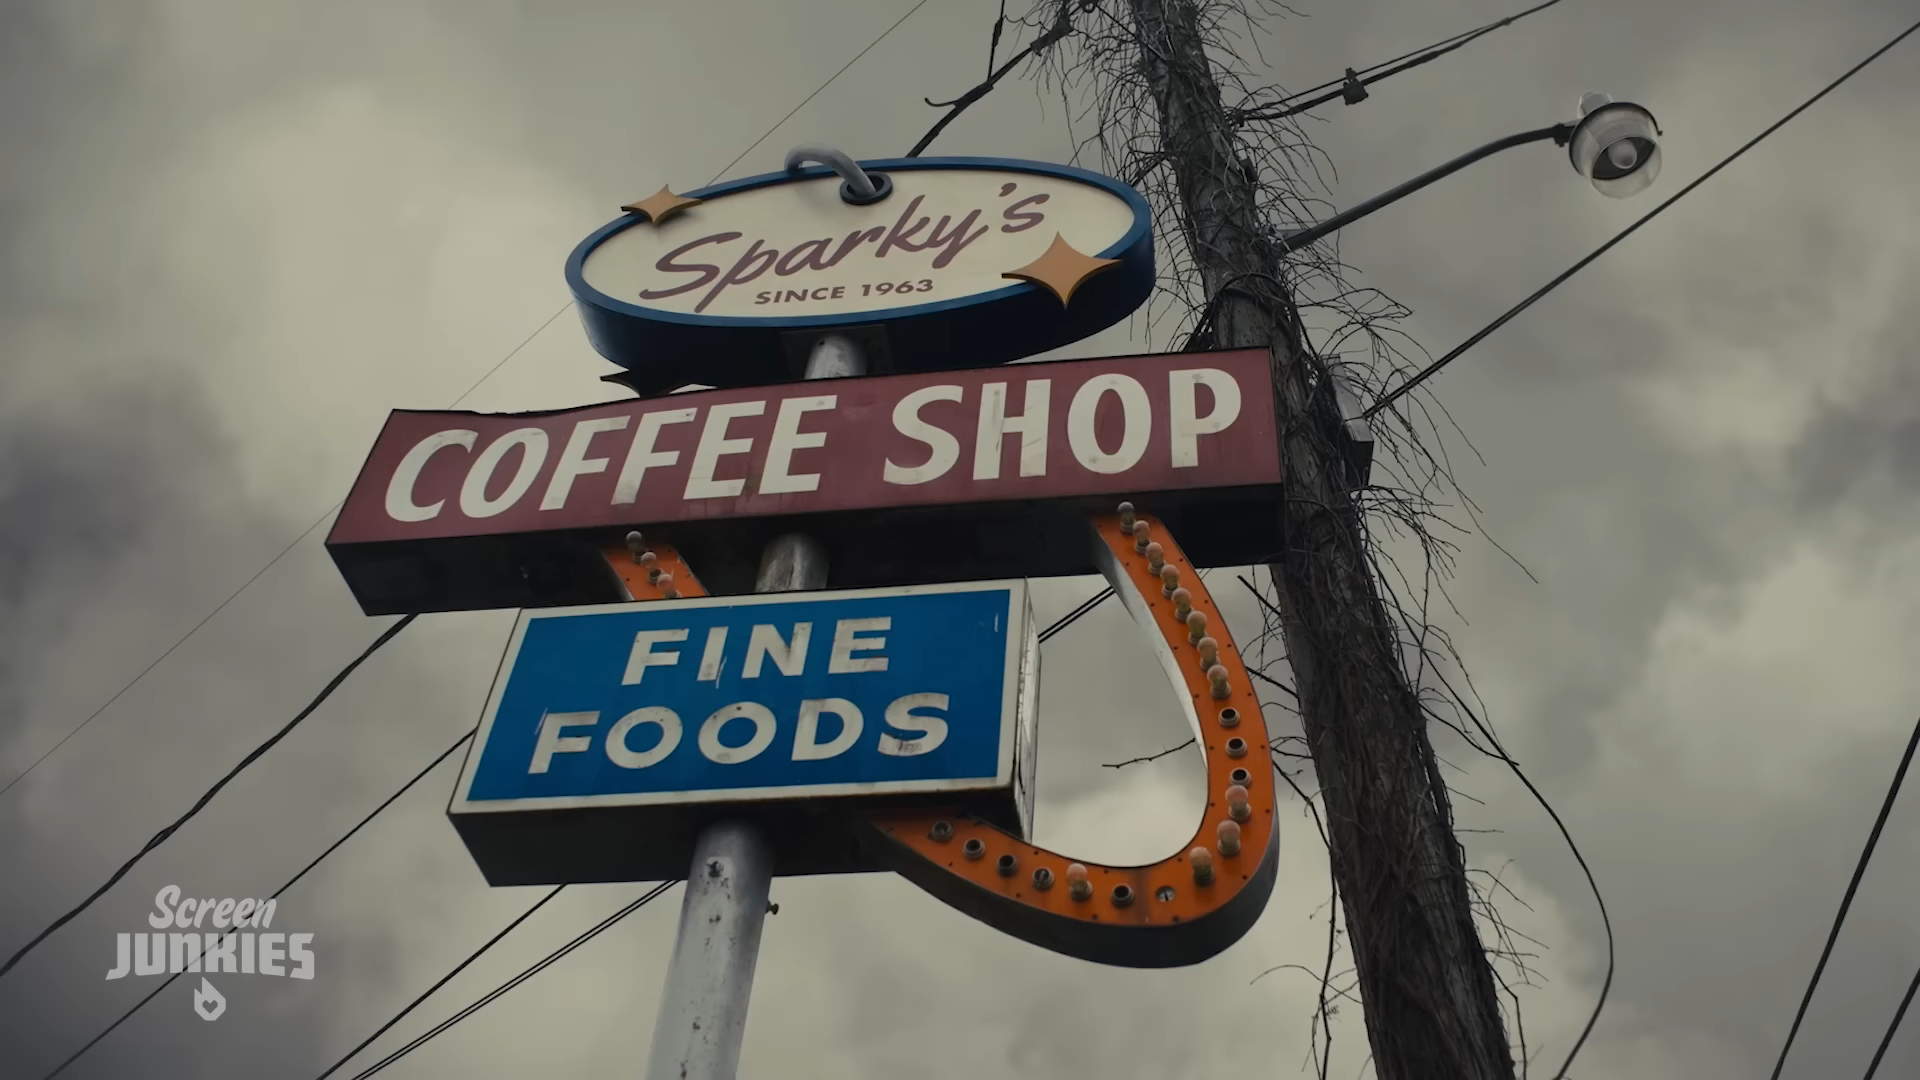 Sparky's
SINCE 1963
COFFEE SHOP
FINE
FOODS
Screen
JUNKIES